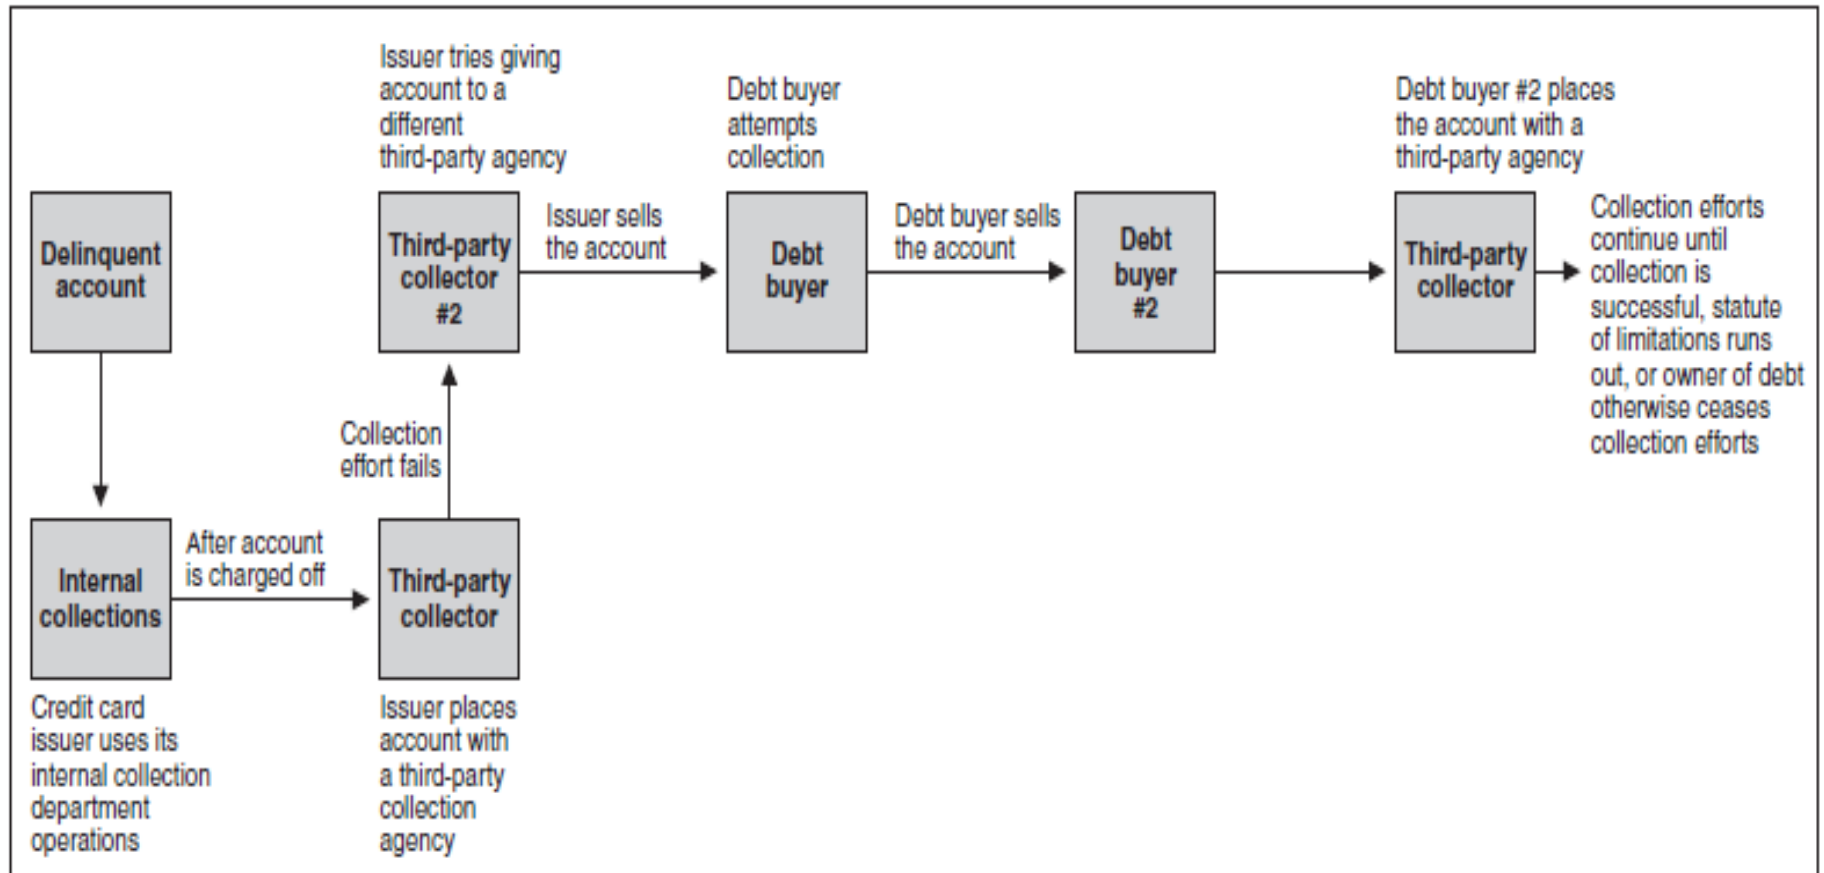 Issuer tries giving
account to a
different
third-party agency
Debt buyer
attempts
collection
Debt buyer #2 places
the account with a
third-party agency
Delinquent
account
Third-party
collector
#2
Issuer sells
the account
Debt
buyer
Debt buyer sells
the account
Debt
buyer
#2
Third-party
collector
Collection efforts
continue until
collection is
successful, statute
of limitations runs
out, or owner of debt
otherwise ceases
collection efforts
Collection
effort fails
Internal
collections
After account
is charged off
Third-party
collector
Credit card
issuer uses its
internal collection
department
operations
Issuer places
account with
a third-party
collection
agency